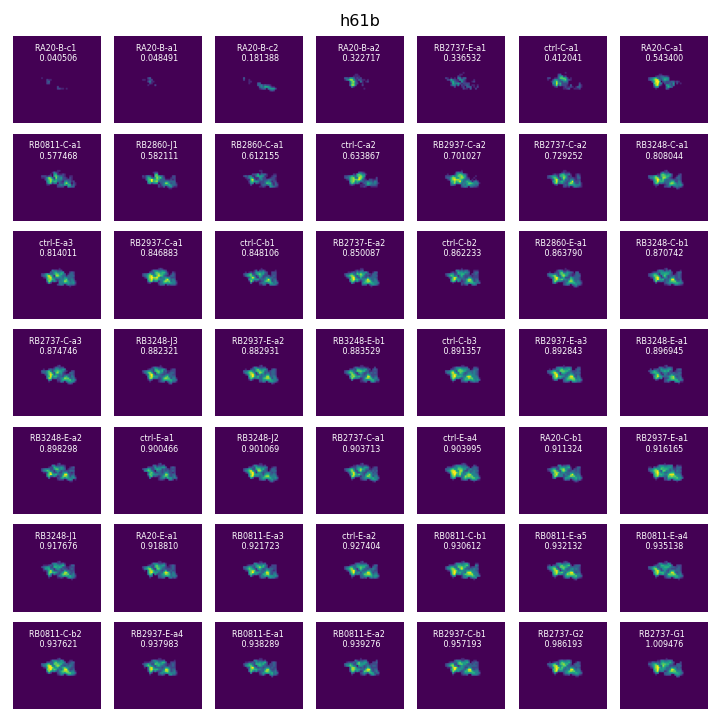 h61b
RA20-B-c1
0.040506
RA20-B-a1
0.048491
RA20-B-c2
0.181388
RA20-B-a2
0.322717
RB2737-E-a1
0.336532
ctrl-C-a1
0.412041
RA20-C-a1
0.543400
RB0811-C-a1
0.577468
RB2860-J1
0.582111
RB2860-C-a1
0.612155
ctrl-C-a2
0.633867
RB2937-C-a2
0.701027
RB2737-C-a2
0.729252
RB3248-C-a1
0.808044
ctrl-E-a3
0.814011
RB2937-C-a1
0.846883
ctrl-C-b1
0.848106
RB2737-E-a2
0.850087
ctrl-C-b2
0.862233
RB2860-E-a1
0.863790
RB3248-C-b1
0.870742
RB2737-C-a3
0.874746
RB3248-J3
0.882321
RB2937-E-a2
0.882931
RB3248-E-b1
0.883529
ctrl-C-b3
0.891357
RB2937-E-a3
0.892843
RB3248-E-a1
0.896945
RB3248-E-a2
0.898298
ctrl-E-a1
0.900466
RB3248-J2
0.901069
RB2737-C-a1
0.903713
ctrl-E-a4
0.903995
RA20-C-b1
0.911324
RB2937-E-a1
0.916165
RB3248-J1
0.917676
RA20-E-a1
0.918810
RB0811-E-a3
0.921723
ctrl-E-a2
0.927404
RB0811-C-b1
0.930612
RB0811-E-a5
0.932132
RB0811-E-a4
0.935138
RB0811-C-b2
0.937621
RB2937-E-a4
0.937983
RB0811-E-a1
0.938289
RB0811-E-a2
0.939276
RB2937-C-b1
0.957193
RB2737-G2
0.986193
RB2737-G1
1.009476